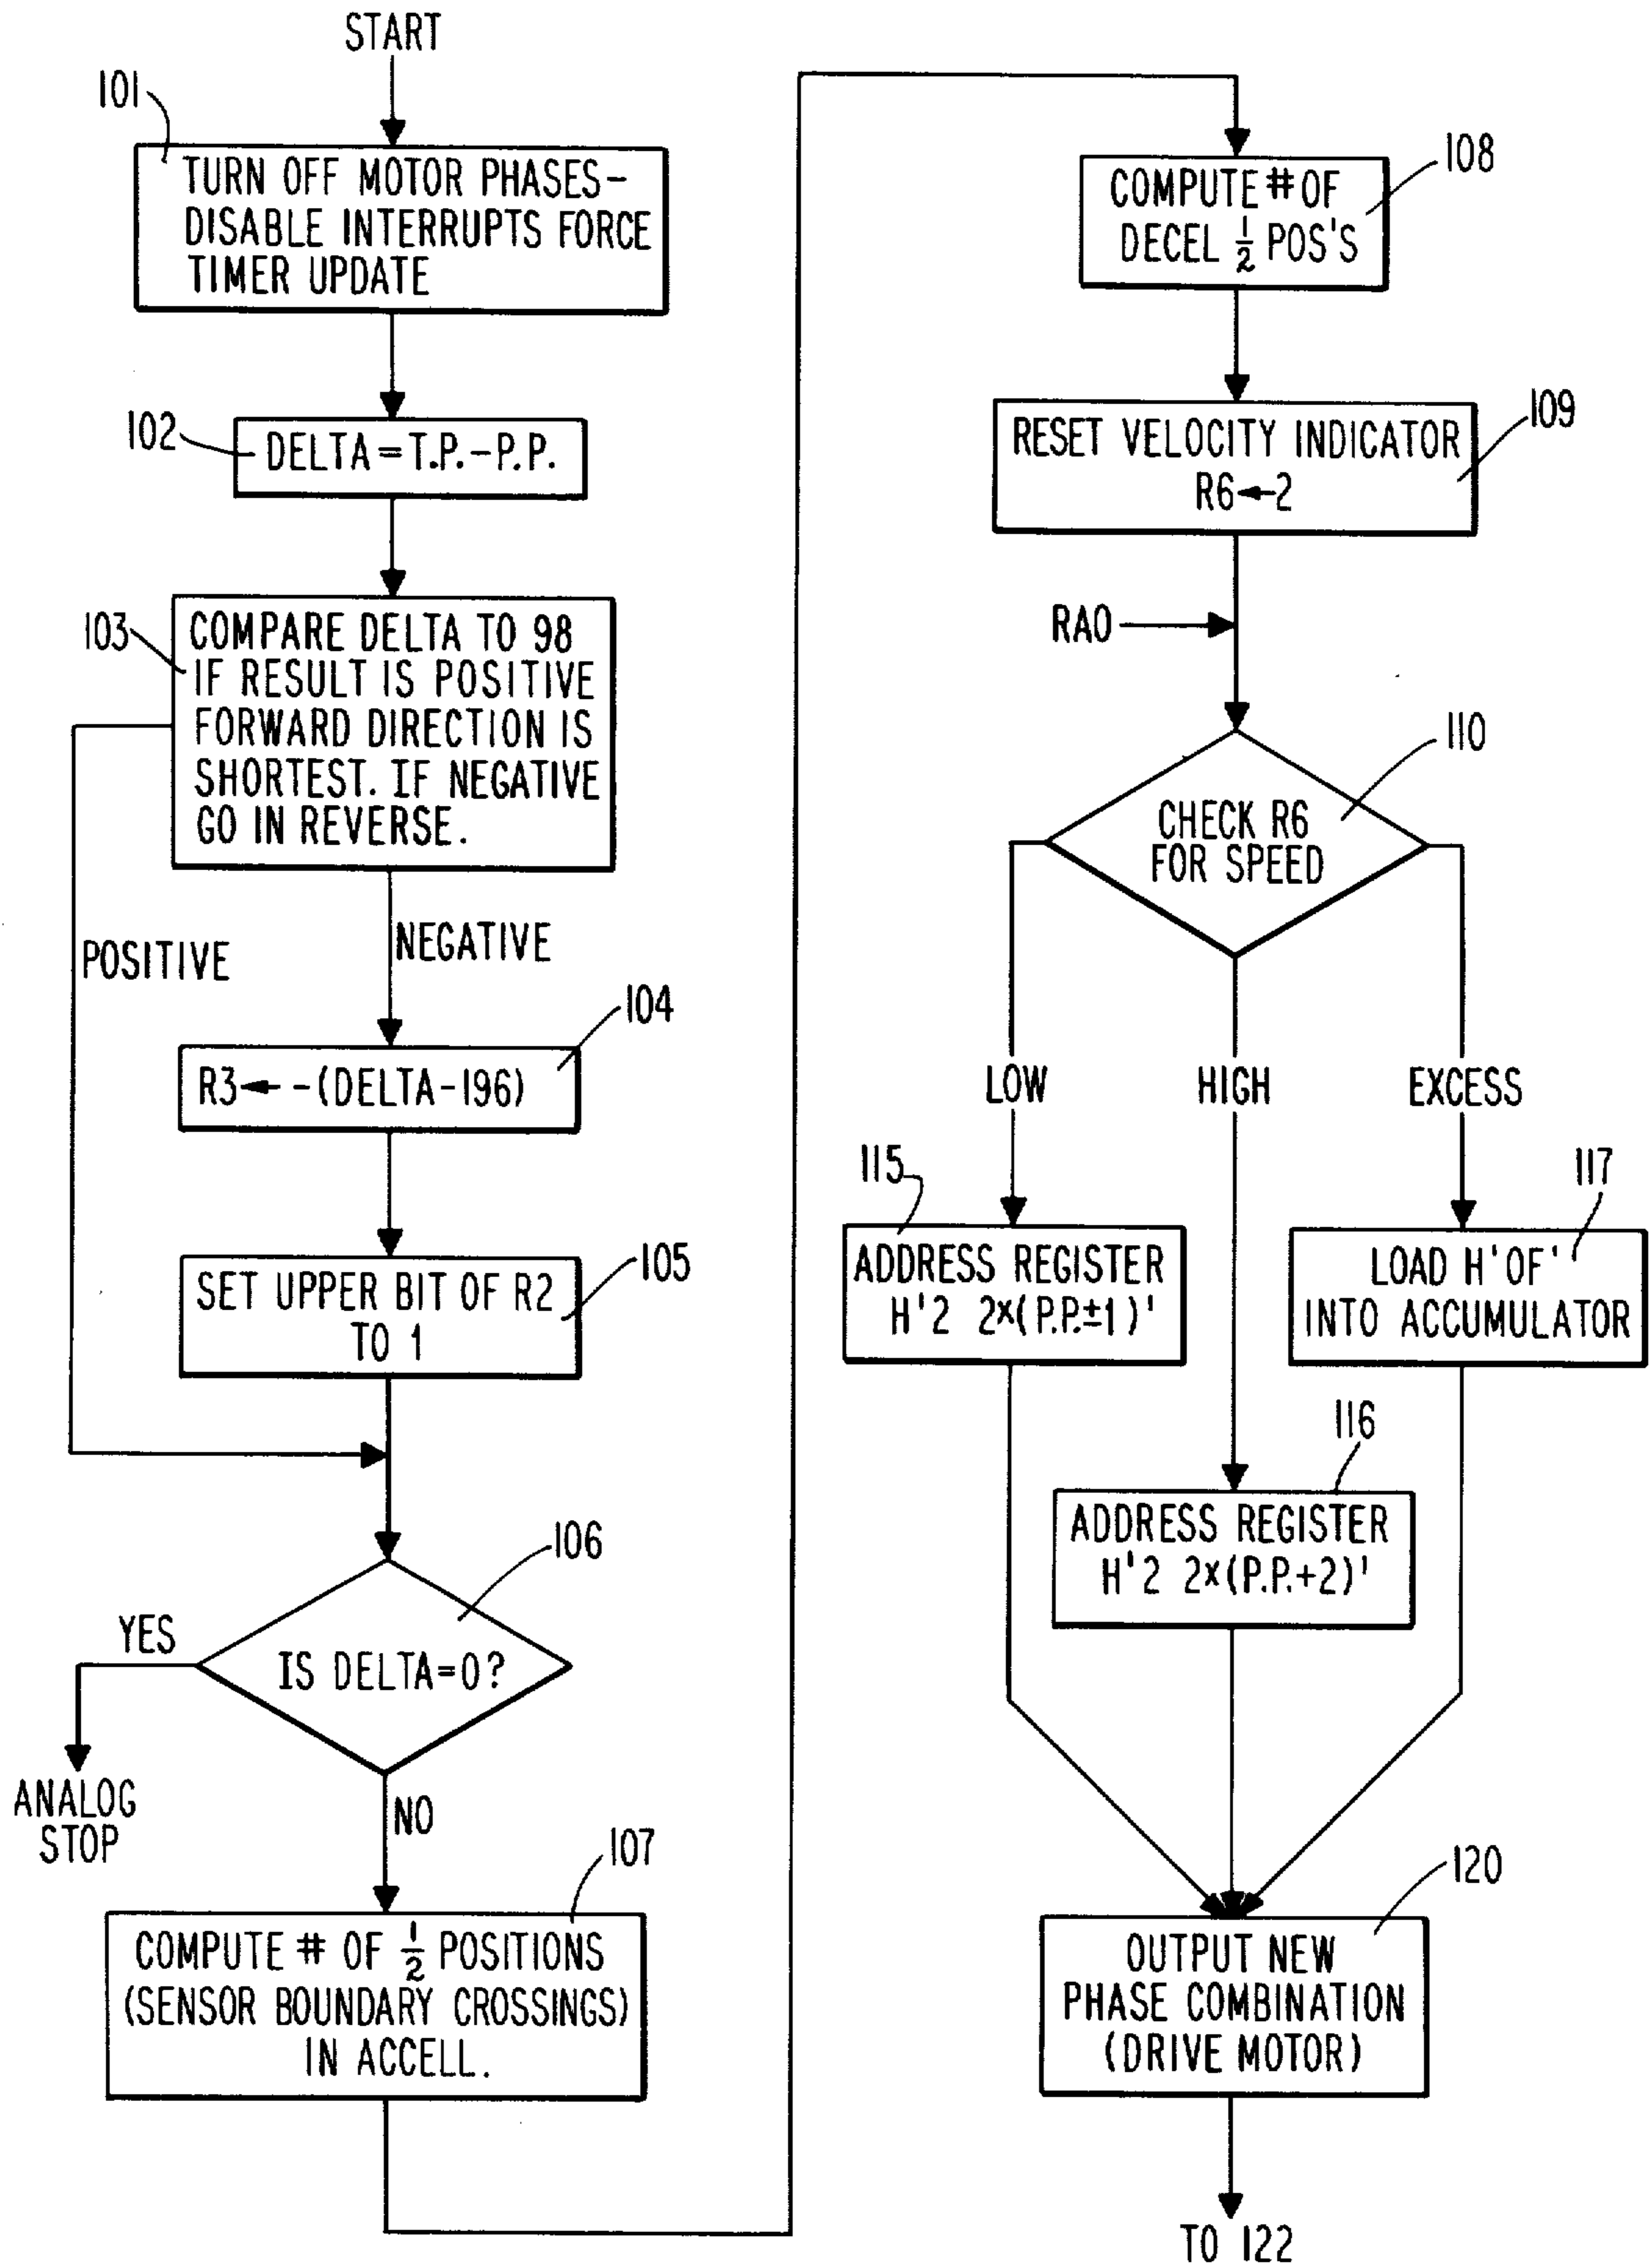 START
101
TURN OFF MOTOR PHASES-
DISABLE INTERRUPTS FORCE
TIMER UPDATE
102
DELTA=T.P.-P.P.
103
COMPARE DELTA TO 98
IF RESULT IS POSITIVE
FORWARD DIRECTION IS
SHORTEST. IF NEGATIVE
GO IN REVERSE.
POSITIVE
NEGATIVE
104
R3←-(DELTA-196)
105
SET UPPER BIT OF R2
TO 1
106
YES
IS DELTA=0?
ANALOG
STOP
NO
107
COMPUTE # OF 1/2 POSITIONS
(SENSOR BOUNDARY CROSSINGS)
IN ACCELL.
108
COMPUTE # OF
DECEL 1/2 POS'S
109
RESET VELOCITY INDICATOR
R6←2
RAO
110
CHECK R6
FOR SPEED
LOW
HIGH
EXCESS
115
ADDRESS REGISTER
H'2 2x(P.P.±1)'
117
LOAD H'OF'
INTO ACCUMULATOR
116
ADDRESS REGISTER
H'2 2x(P.P.+2)'
120
OUTPUT NEW
PHASE COMBINATION
(DRIVE MOTOR)
TO 122